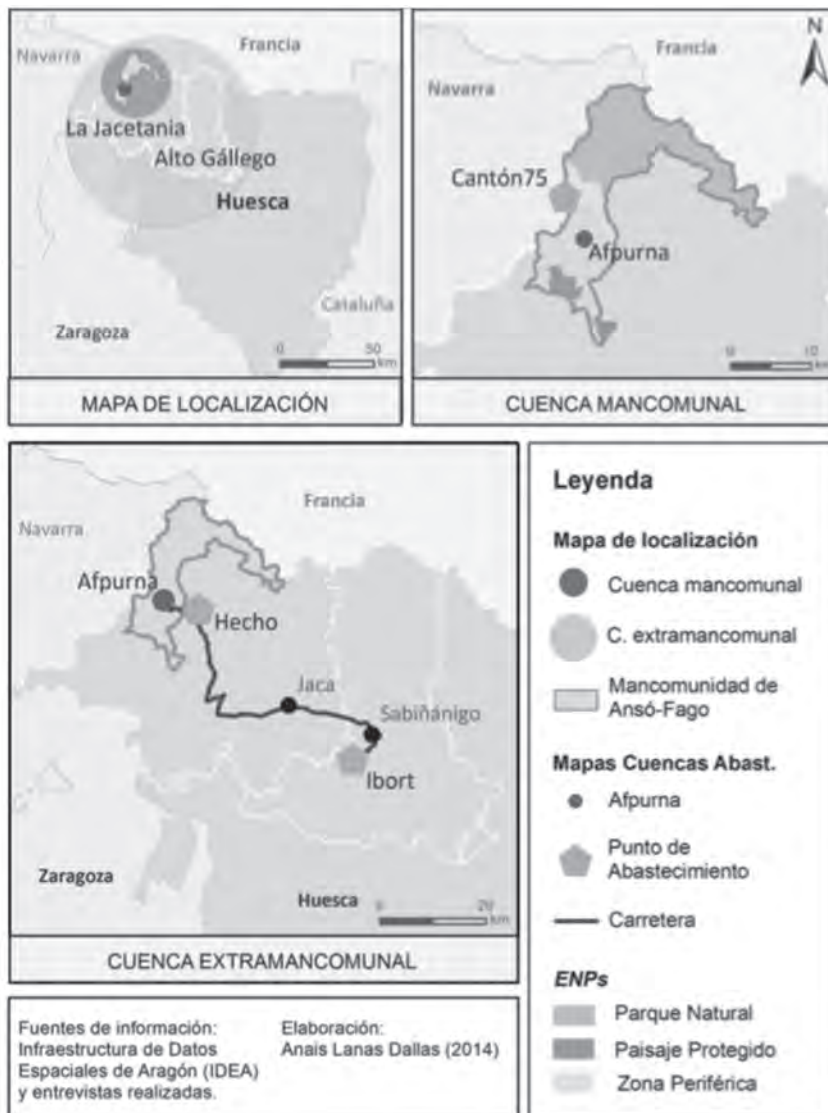 Navarra
Francia
La Jacetania
Alto Gállego
Huesca
Cataluña
Zaragoza
0 50
km
MAPA DE LOCALIZACIÓN
N
Francia
Navarra
Cantón75
Afpurna
0 10
km
CUENCA MANCOMUNAL
Francia
Navarra
Afpurna
Hecho
Jaca
Sabiñánigo
Ibort
Zaragoza
Huesca
0 20
km
CUENCA EXTRAMANCOMUNAL
Leyenda
Mapa de localización
Cuenca mancomunal
C. extramancomunal
Mancomunidad de
Ansó-Fago
Mapas Cuencas Abast.
Afpurna
Punto de
Abastecimiento
Carretera
ENPs
Parque Natural
Paisaje Protegido
Zona Periférica
Fuentes de información:
Infraestructura de Datos
Espaciales de Aragón (IDEA)
y entrevistas realizadas.
Elaboración:
Anais Lanas Dallas (2014)